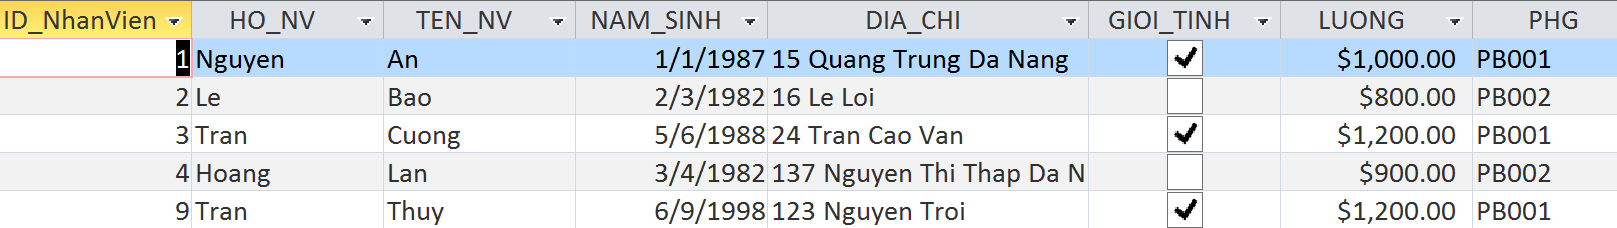 ID_NhanVien HO_NV TEN_NV NAM_SINH DIA_CHI GIOI_TINH LUONG PHG
1 Nguyen An 1/1/1987 15 Quang Trung Da Nang $1,000.00 PB001
2 Le Bao 2/3/1982 16 Le Loi $800.00 PB002
3 Tran Cuong 5/6/1988 24 Tran Cao Van $1,200.00 PB001
4 Hoang Lan 3/4/1982 137 Nguyen Thi Thap Da N $900.00 PB002
9 Tran Thuy 6/9/1998 123 Nguyen Troi $1,200.00 PB001